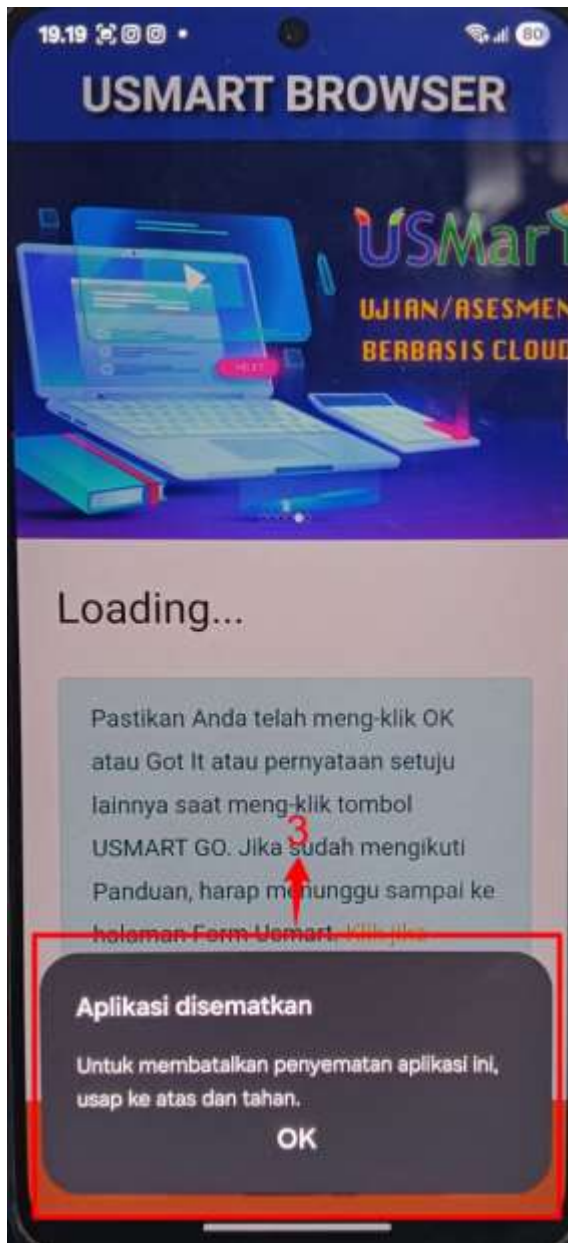 19.19
80
USMART BROWSER
USMart
UJIAN/ASESMEN
BERBASIS CLOUD
NEXT
Loading...
Pastikan Anda telah meng-klik OK
atau Got It atau pernyataan setuju
lainnya saat meng-klik tombol
USMART GO. Jika sudah mengikuti
3
Panduan, harap menunggu sampai ke
halaman Form Usmart. Klik jika
Aplikasi disematkan
Untuk membatalkan penyematan aplikasi ini,
usap ke atas dan tahan.
OK